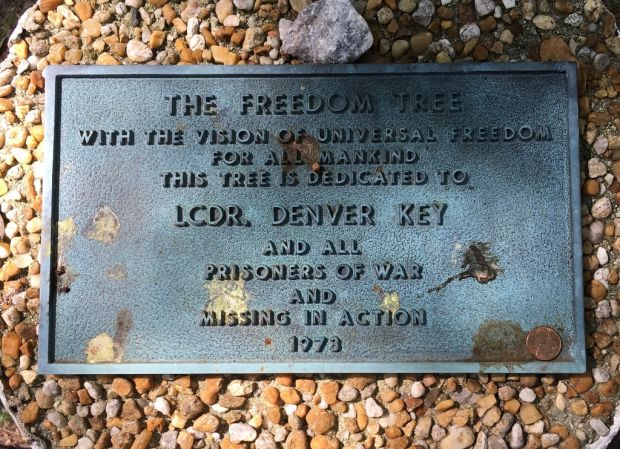 THE FREEDOM TREE
WITH THE VISION OF UNIVERSAL FREEDOM
FOR ALL MANKIND
THIS TREE IS DEDICATED TO
LCDR. DENVER KEY
AND ALL
PRISONERS OF WAR
AND
MISSING IN ACTION
1973